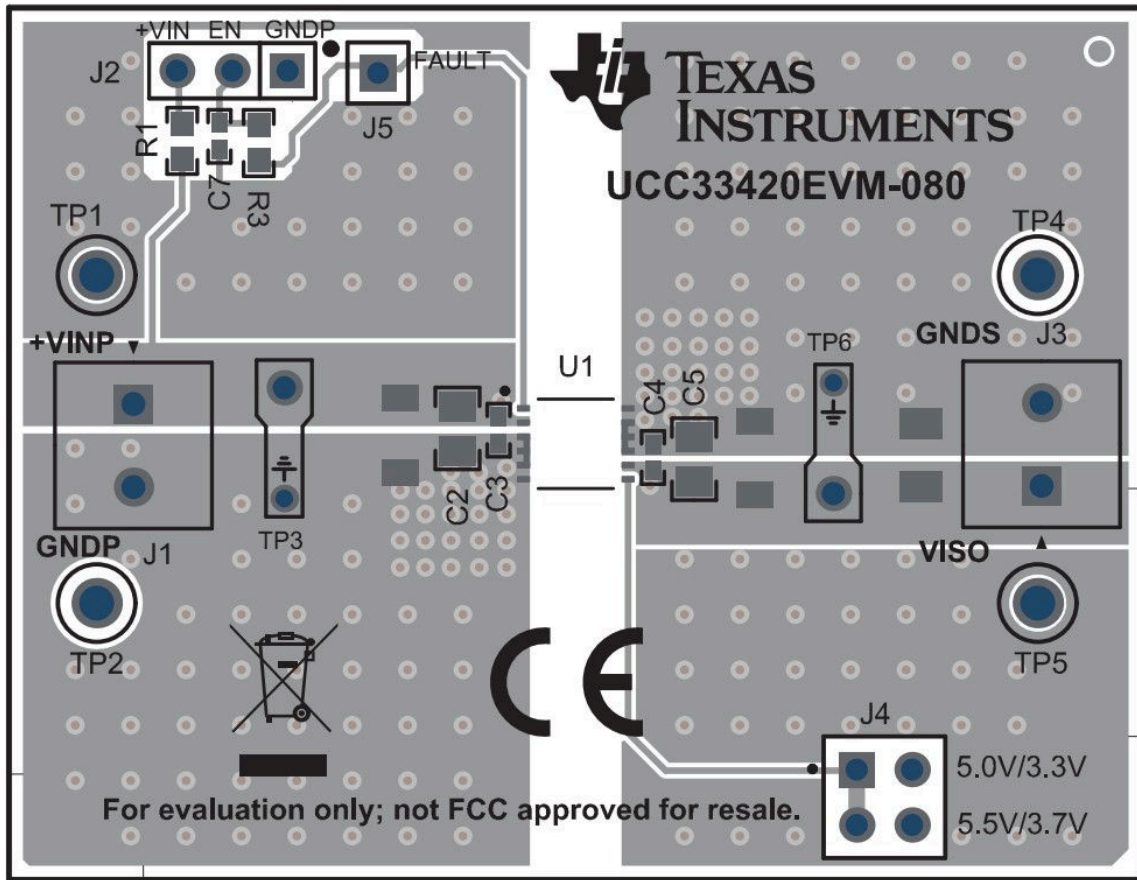 +VIN EN GNDP
J2
FAULT
J5
R1
C7
R3
TEXAS
INSTRUMENTS
UCC33420EVM-080
TP1
TP4
+VINP
GNDS
J3
U1
TP6
C4
C5
C2
C3
TP3
GNDP
J1
VISO
TP2
TP5
CE
J4
5.0V/3.3V
5.5V/3.7V
For evaluation only; not FCC approved for resale.